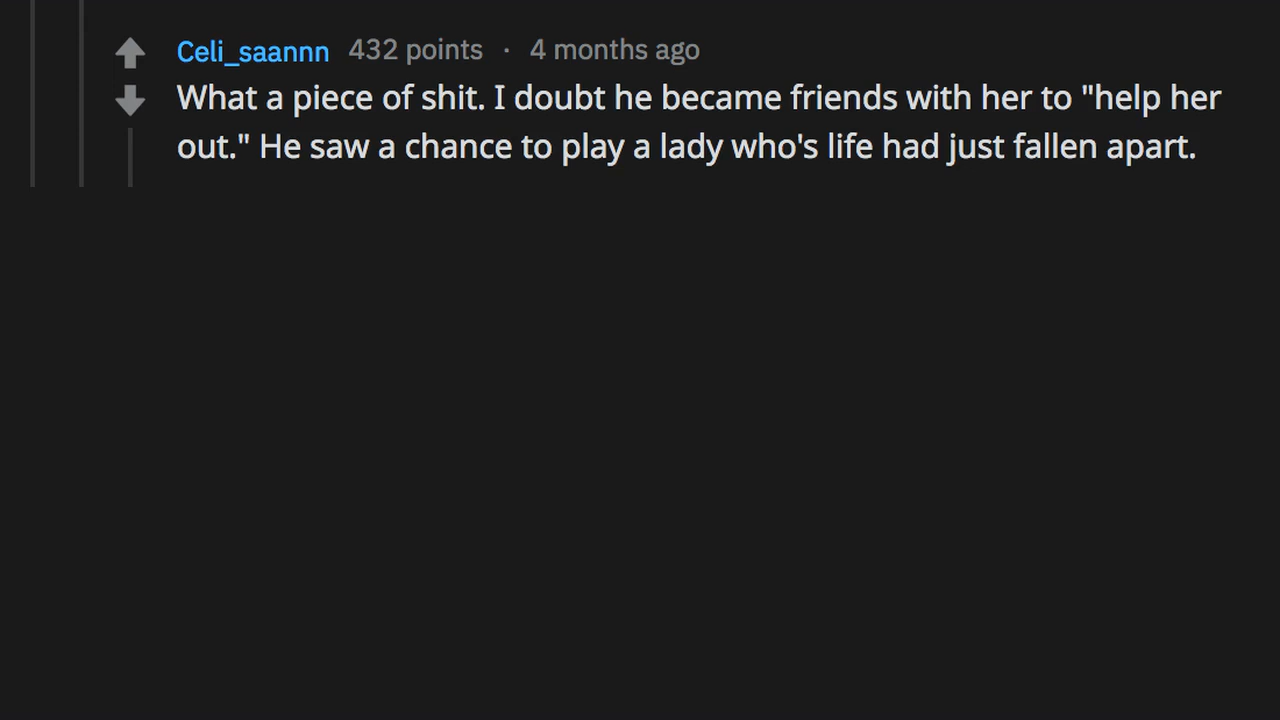 Celi_saannn 432 points · 4 months ago
What a piece of shit. I doubt he became friends with her to "help her
out." He saw a chance to play a lady who's life had just fallen apart.